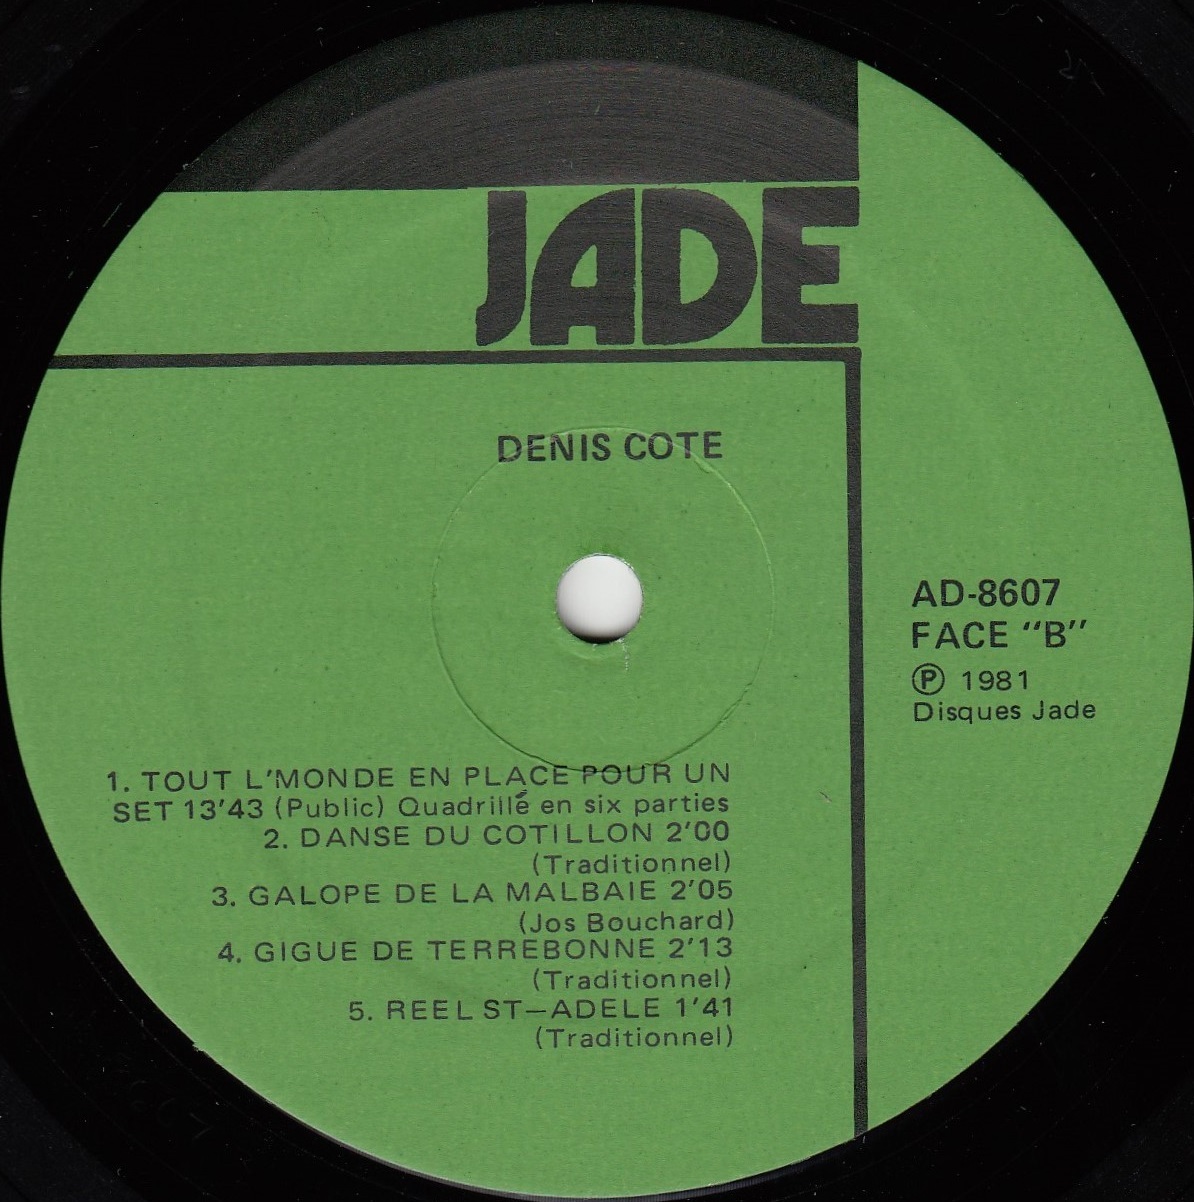 JADE
DENIS COTE
AD-8607
FACE "B"
Ⓟ 1981
Disques Jade
1. TOUT L'MONDE EN PLACE POUR UN
SET 13'43 (Public) Quadrillé en six parties
2. DANSE DU COTILLON 2'00
(Traditionnel)
3. GALOPE DE LA MALBAIE 2'05
(Jos Bouchard)
4. GIGUE DE TERREBONNE 2'13
(Traditionnel)
5. REEL ST—ADELE 1'41
(Traditionnel)